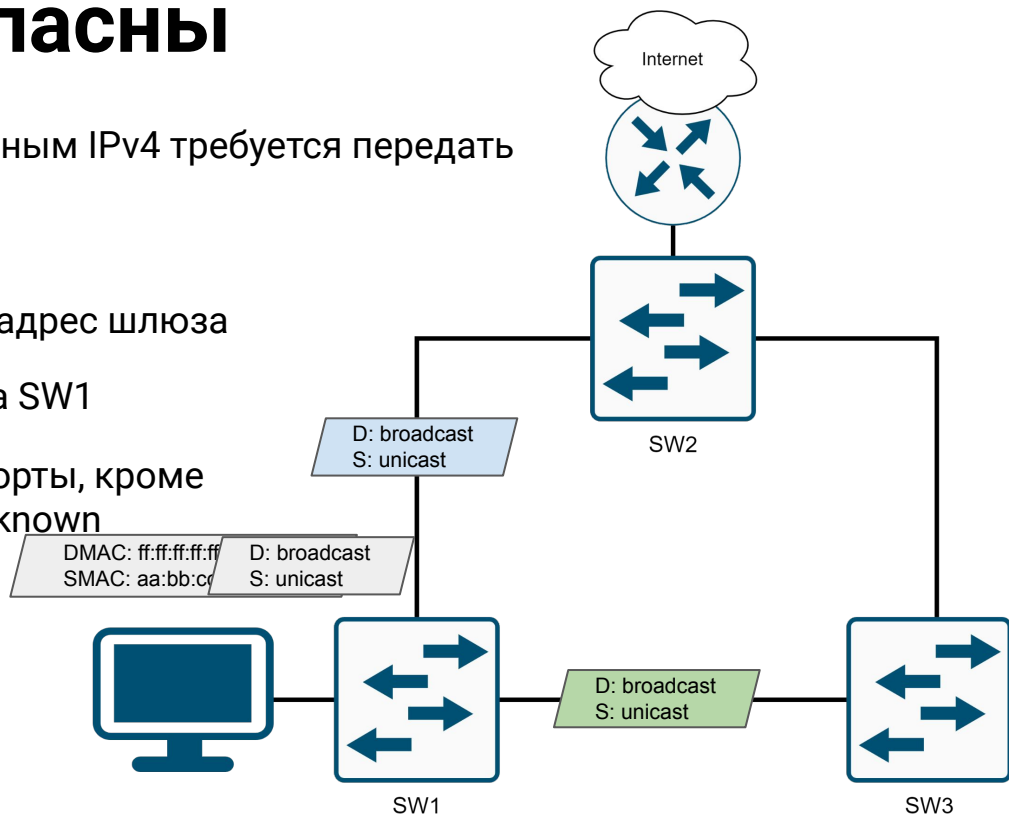 пасны
ным IPv4 требуется передать
адрес шлюза
а SW1
орты, кроме
known
Internet
SW2
D: broadcast
S: unicast
DMAC: ff:ff:ff:ff:ff
SMAC: aa:bb:cc
D: broadcast
S: unicast
D: broadcast
S: unicast
SW1
SW3